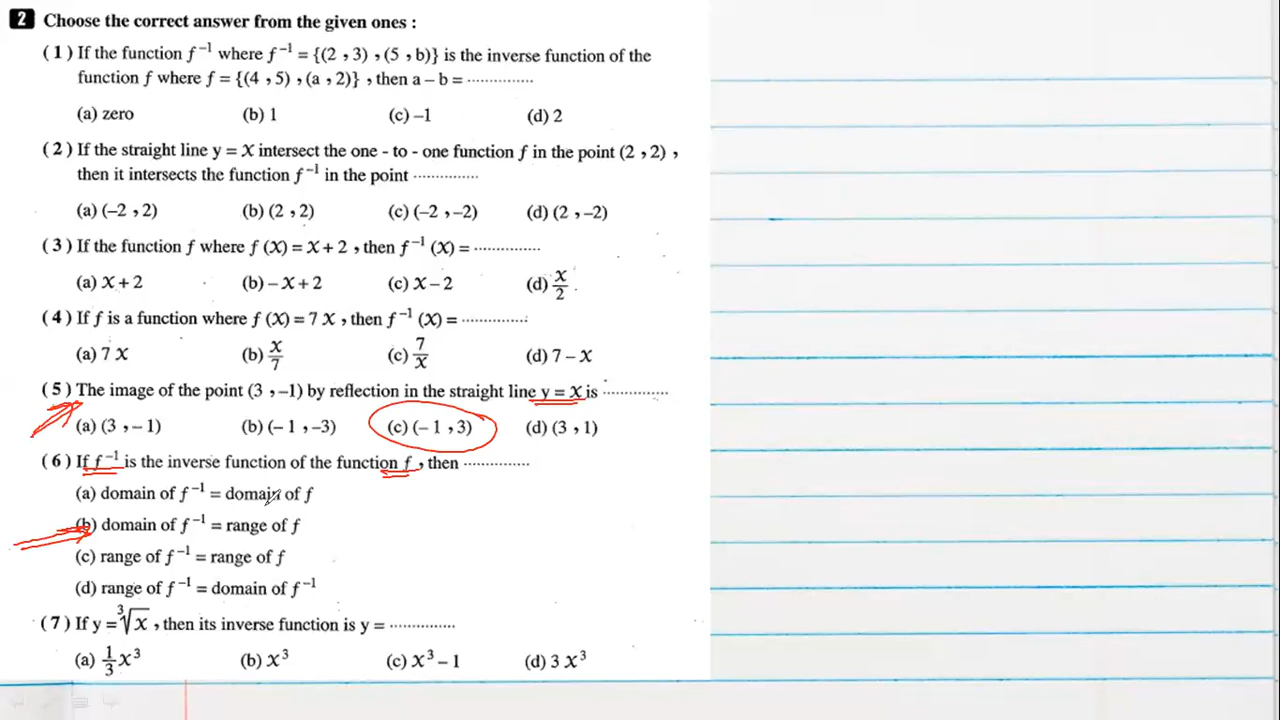 2 Choose the correct answer from the given ones :
( 1 ) If the function f⁻¹ where f⁻¹ = {(2 , 3) , (5 , b)} is the inverse function of the
function f where f = {(4 , 5) , (a , 2)} , then a – b = ··············
(a) zero (b) 1 (c) –1 (d) 2
( 2 ) If the straight line y = X intersect the one - to - one function f in the point (2 , 2) ,
then it intersects the function f⁻¹ in the point ··············
(a) (–2 , 2) (b) (2 , 2) (c) (–2 , –2) (d) (2 , –2)
( 3 ) If the function f where f (X) = X + 2 , then f⁻¹ (X) = ··············
(a) X + 2 (b) – X + 2 (c) X – 2 (d) X/2
( 4 ) If f is a function where f (X) = 7 X , then f⁻¹ (X) = ··············
(a) 7 X (b) X/7 (c) 7/X (d) 7 – X
( 5 ) The image of the point (3 , –1) by reflection in the straight line y = X is ··············
(a) (3 , – 1) (b) (– 1 , –3) (c) (– 1 , 3) (d) (3 , 1)
( 6 ) If f⁻¹ is the inverse function of the function f , then ··············
(a) domain of f⁻¹ = domain of f
(b) domain of f⁻¹ = range of f
(c) range of f⁻¹ = range of f
(d) range of f⁻¹ = domain of f⁻¹
( 7 ) If y = ∛X , then its inverse function is y = ··············
(a) 1/3 X³ (b) X³ (c) X³ – 1 (d) 3 X³